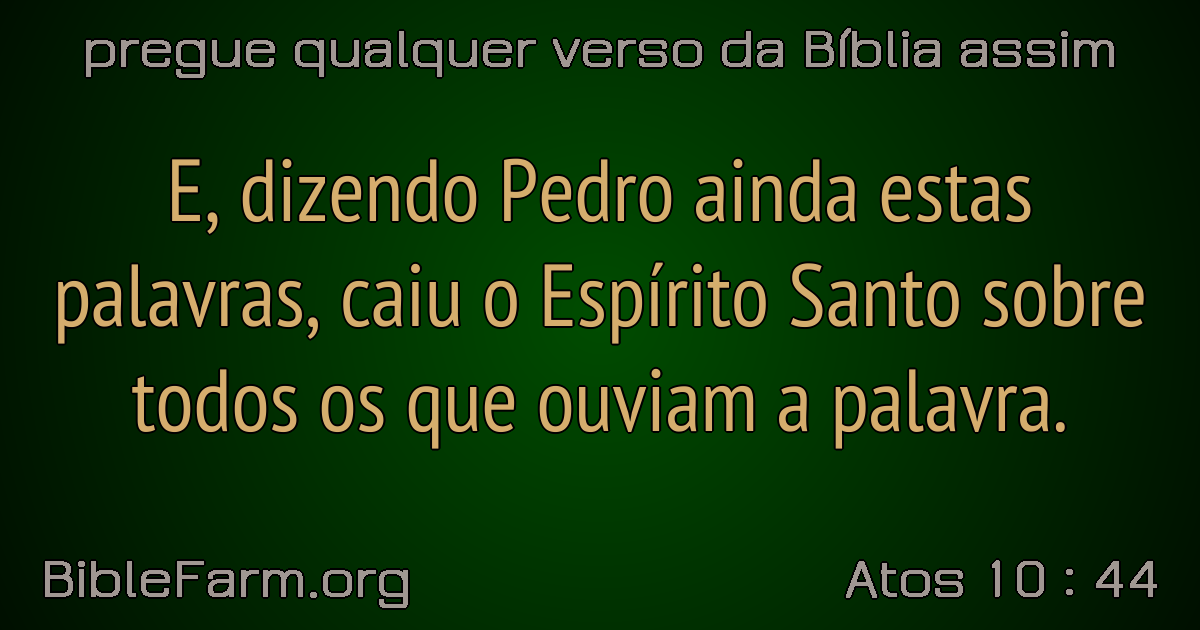 pregue qualquer verso da Bíblia assim
E, dizendo Pedro ainda estas
palavras, caiu o Espírito Santo sobre
todos os que ouviam a palavra.
BibleFarm.org
Atos 10 : 44